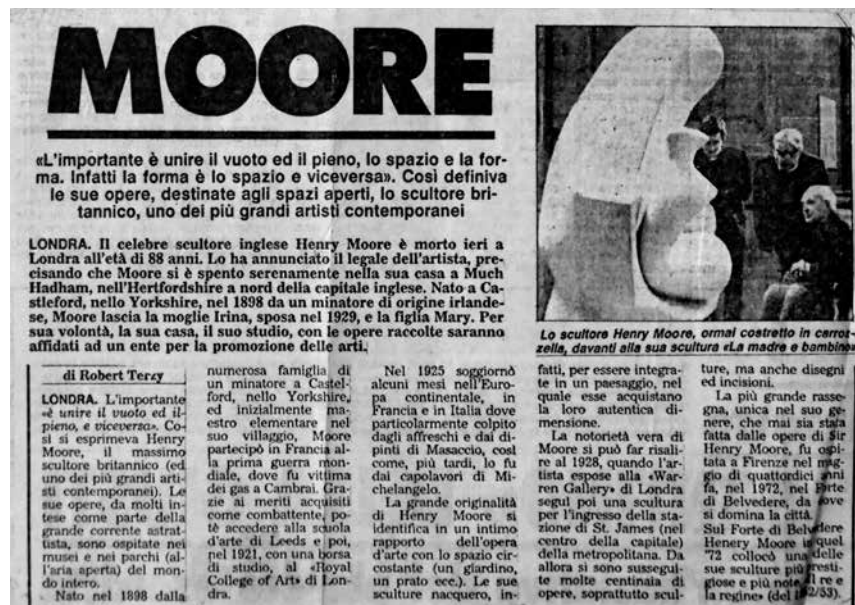 MOORE
«L'importante è unire il vuoto ed il pieno, lo spazio e la for-
ma. Infatti la forma è lo spazio e viceversa». Così definiva
le sue opere, destinate agli spazi aperti, lo scultore bri-
tannico, uno dei più grandi artisti contemporanei
LONDRA. Il celebre scultore inglese Henry Moore è morto ieri a
Londra all'età di 88 anni. Lo ha annunciato il legale dell'artista, pre-
cisando che Moore si è spento serenamente nella sua casa a Much
Hadham, nell'Hertfordshire a nord della capitale inglese. Nato a Ca-
stleford, nello Yorkshire, nel 1898 da un minatore di origine irlande-
se, Moore lascia la moglie Irina, sposa nel 1929, e la figlia Mary. Per
sua volontà, la sua casa, il suo studio, con le opere raccolte saranno
affidati ad un ente per la promozione delle arti.
Lo scultore Henry Moore, ormai costretto in carroz-
zella, davanti alla sua scultura «La madre e bambino»
di Robert Terzy
LONDRA. L'importante
«è unire il vuoto ed il
pieno, e viceversa». Co-
sì si esprimeva Henry
Moore, il massimo
scultore britannico (ed
uno dei più grandi arti-
sti contemporanei). Le
sue opere, da molti in-
tese come parte della
grande corrente astrat-
tista, sono ospitate nei
musei e nei parchi (al-
l'aria aperta) del mon-
do intero.
Nato nel 1898 dalla
numerosa famiglia di
un minatore a Castel-
ford, nello Yorkshire,
ed inizialmente ma-
estro elementare nel
suo villaggio, Moore
partecipò in Francia al-
la prima guerra mon-
diale, dove fu vittima
dei gas a Cambrai. Gra-
zie ai meriti acquisiti
come combattente, po-
tè accedere alla scuola
d'arte di Leeds e poi,
nel 1921, con una borsa
di studio, al «Royal
College of Art» di Lon-
dra.
Nel 1925 soggiornò
alcuni mesi nell'Euro-
pa continentale, in
Francia e in Italia dove
particolarmente colpito
dagli affreschi e dai di-
pinti di Masaccio, così
come, più tardi, lo fu
dai capolavori di Mi-
chelangelo.
La grande originalità
di Henry Moore si
identifica in un intimo
rapporto dell'opera
d'arte con lo spazio cir-
costante (un giardino,
un prato ecc.). Le sue
sculture nacquero, in-
fatti, per essere integra-
te in un paesaggio, nel
quale esse acquistano
la loro autentica di-
mensione.
La notorietà vera di
Moore si può far risali-
re al 1928, quando l'ar-
tista espose alla «War-
ren Gallery» di Londra
seguì poi una scultura
per l'ingresso della sta-
zione di St. James (nel
centro della capitale)
della metropolitana. Da
allora si sono sussegui-
te molte centinaia di
opere, soprattutto scul-
ture, ma anche disegni
ed incisioni.
La più grande rasse-
gna, unica nel suo ge-
nere, che mai sia stata
fatta dalle opere di Sir
Henry Moore, fu ospi-
tata a Firenze nel mag-
gio di quattordici anni
fa, nel 1972, nel Forte
di Belvedere, da dove
si domina la città.
Sul Forte di Belvedere
Henery Moore in quel
'72 collocò una delle
sue sculture più presti-
giose e più note, Il re e
la regina» (del